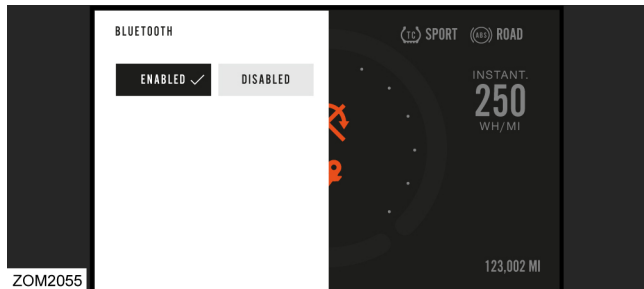 BLUETOOTH
ENABLED
DISABLED
TC SPORT
ABS ROAD
INSTANT.
250
WH/MI
123,002 MI
ZOM2055